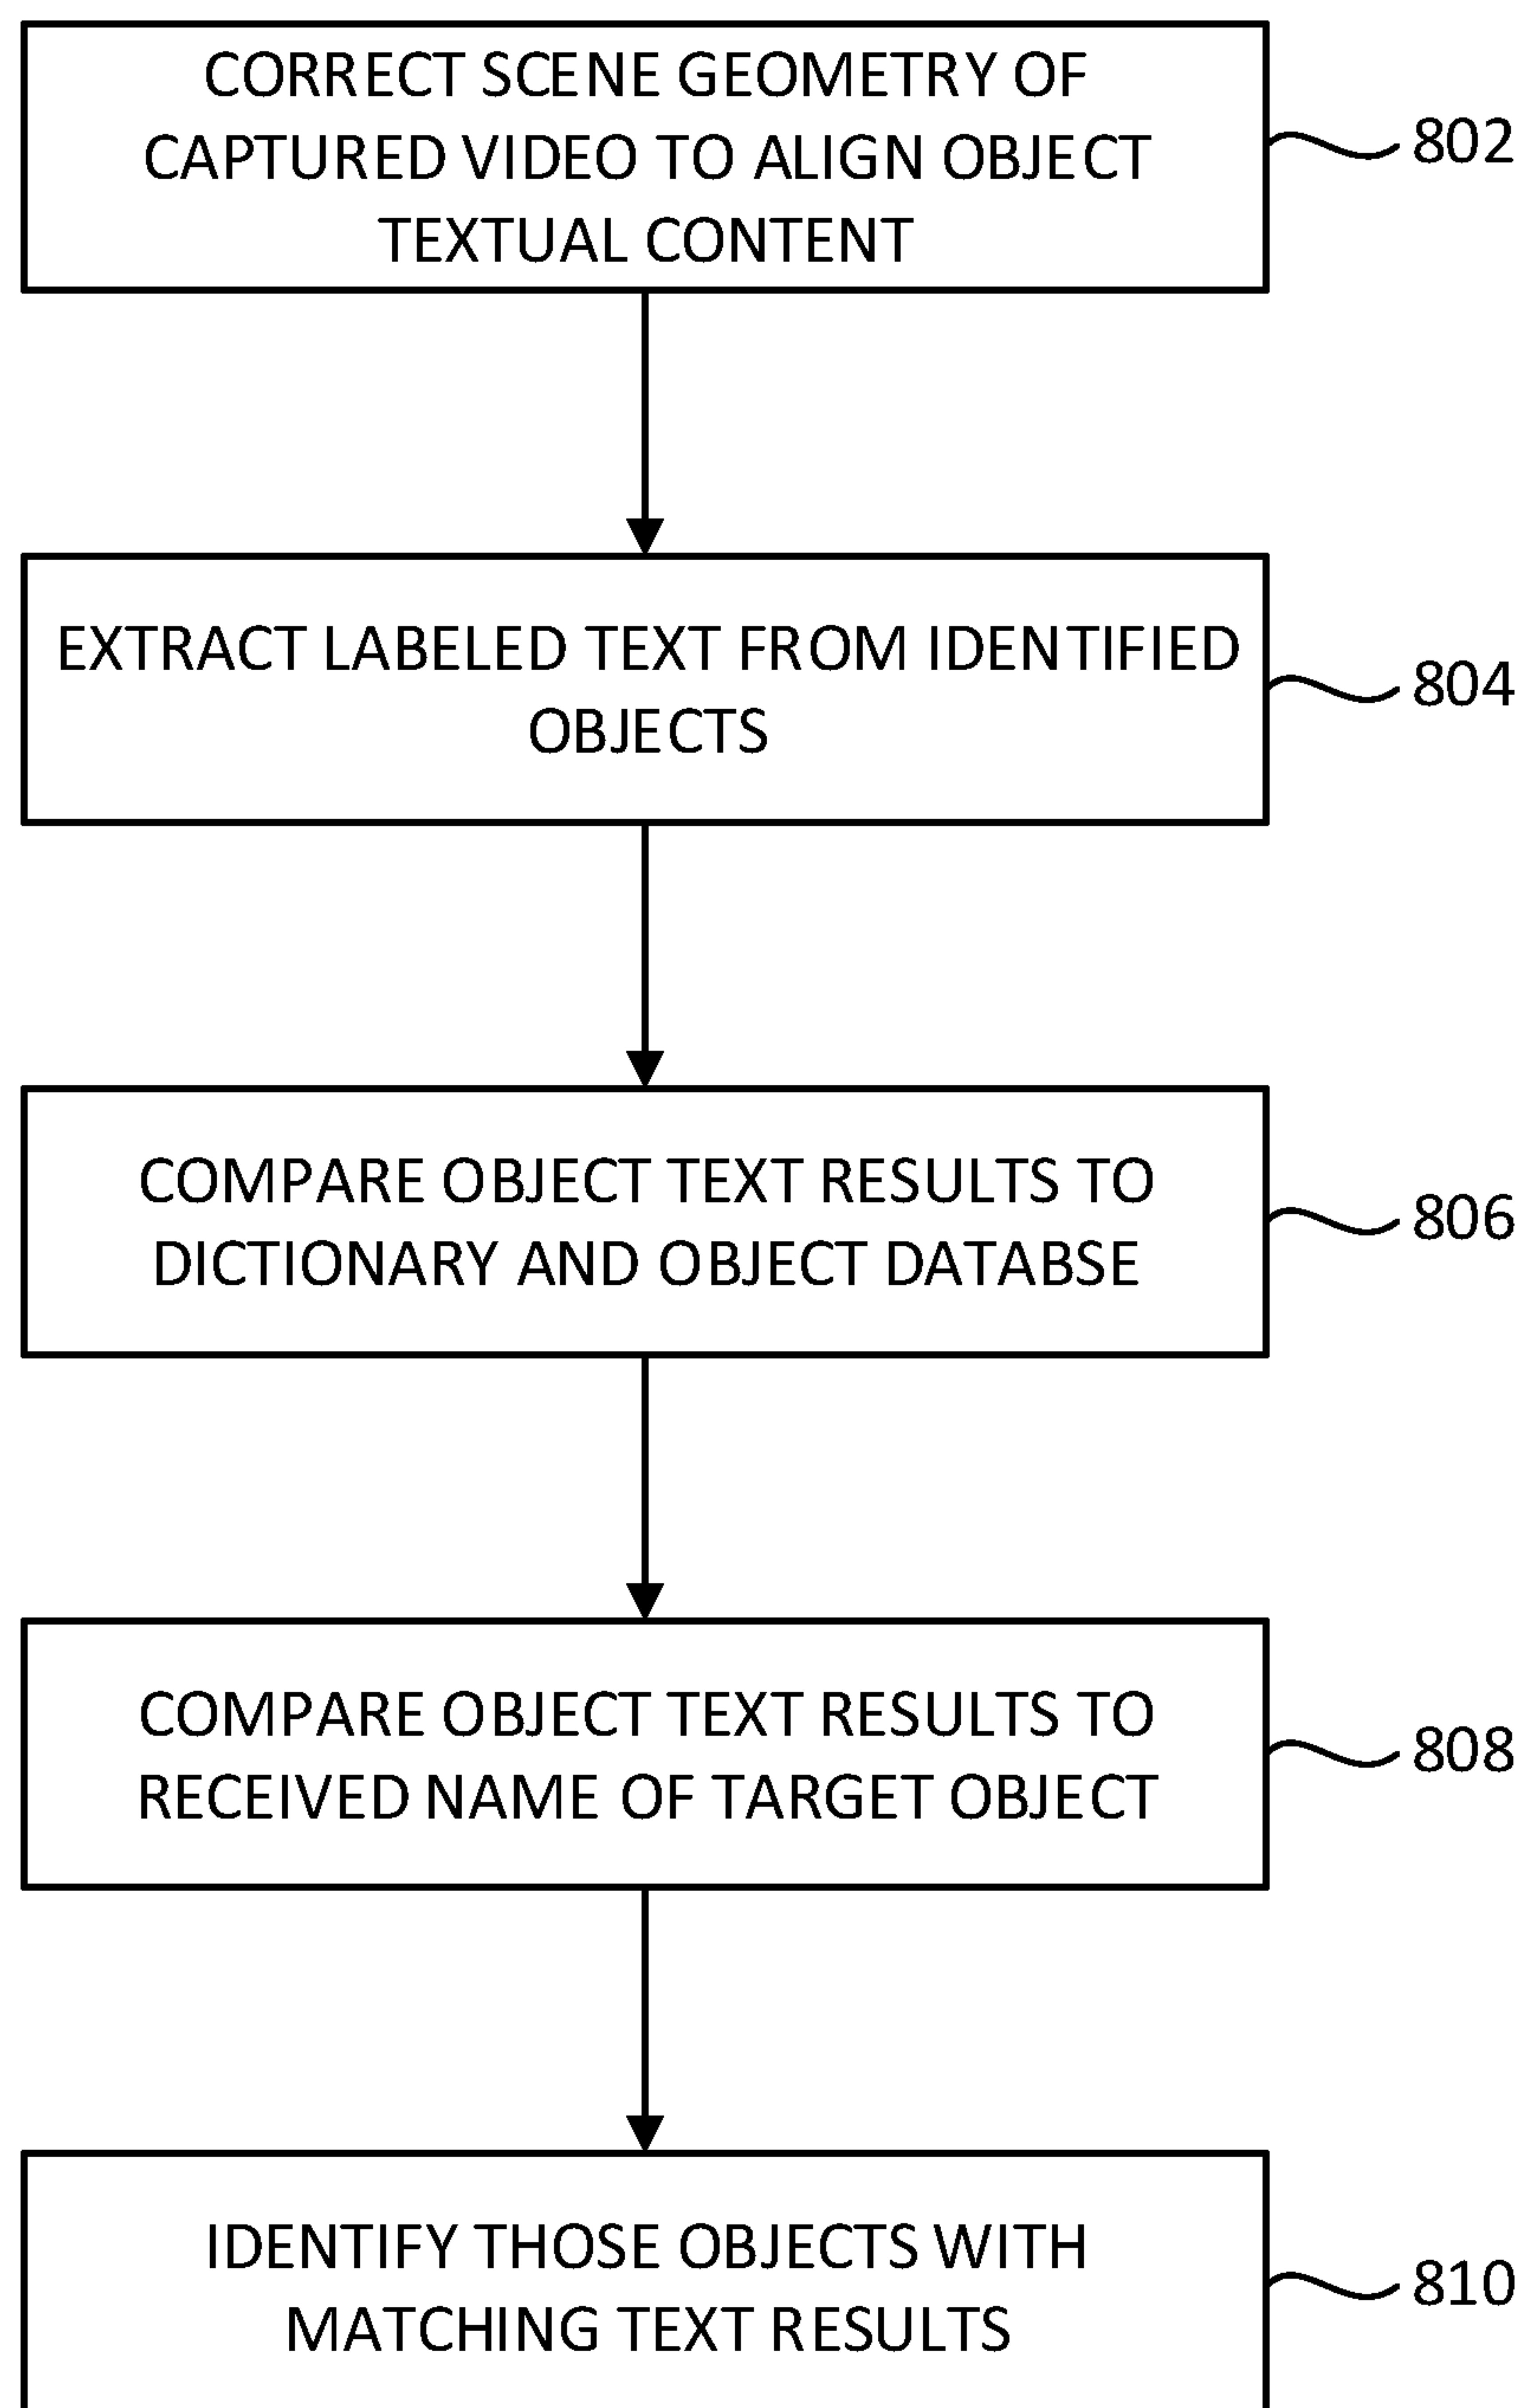 CORRECT SCENE GEOMETRY OF
CAPTURED VIDEO TO ALIGN OBJECT
TEXTUAL CONTENT
802
EXTRACT LABELED TEXT FROM IDENTIFIED
OBJECTS
804
COMPARE OBJECT TEXT RESULTS TO
DICTIONARY AND OBJECT DATABSE
806
COMPARE OBJECT TEXT RESULTS TO
RECEIVED NAME OF TARGET OBJECT
808
IDENTIFY THOSE OBJECTS WITH
MATCHING TEXT RESULTS
810